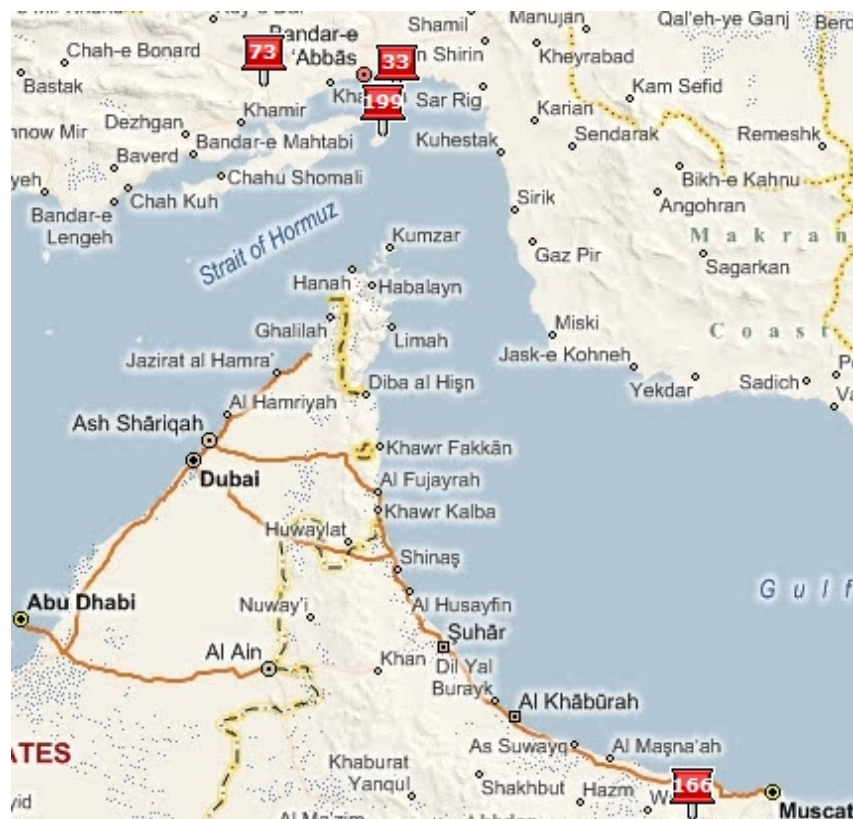 Shamil
Manujan
Qal'eh-ye Ganj
Bandar-e
'Abbās
73
33
n Shirin
Kheyrabad
Chah-e Bonard
Bastak
Kam Sefid
199
Sar Rig
Khamir
Karian
Dezhgan
Bandar-e Mahtabi
Kuhestak
Sendarak
Remeshk
Baverd
Chahu Shomali
Bikh-e Kahnu
Chah Kuh
Sirik
Angohran
Bandar-e
Lengeh
Strait of Hormuz
Kumzar
Makran
Gaz Pir
Sagarkan
Hanah
Habalayn
Ghalilah
Limah
Miski
Coast
Jask-e Kohneh
Jazirat al Hamra'
Diba al Hişn
Yekdar
Sadich
Al Hamriyah
Ash Shāriqah
Khawr Fakkān
Dubai
Al Fujayrah
Khawr Kalba
Huwaylat
Shinaş
Gulf
Abu Dhabi
Nuway'i
Al Husayfin
Şuhār
Al Ain
Khan
Dil Yal
Burayk
Al Khābūrah
As Suwayq
Al Maşna'ah
ATES
Khaburat
Yanqul
Shakhbut
Hazm
166
Muscat